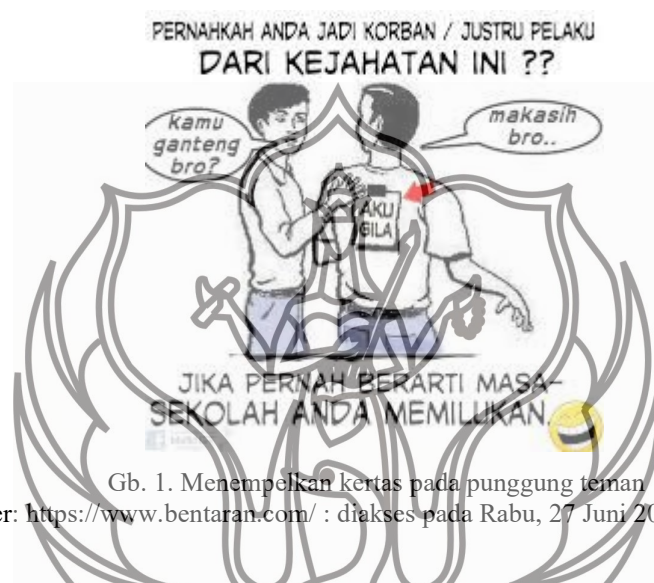 PERNAHKAH ANDA JADI KORBAN / JUSTRU PELAKU
DARI KEJAHATAN INI ??
kamu
ganteng
bro?
makasih
bro..
AKU
GILA
JIKA PERNAH BERARTI MASA-
SEKOLAH ANDA MEMILUKAN.
Gb. 1. Menempelkan kertas pada punggung teman
er: https://www.bentaran.com/ : diakses pada Rabu, 27 Juni 20